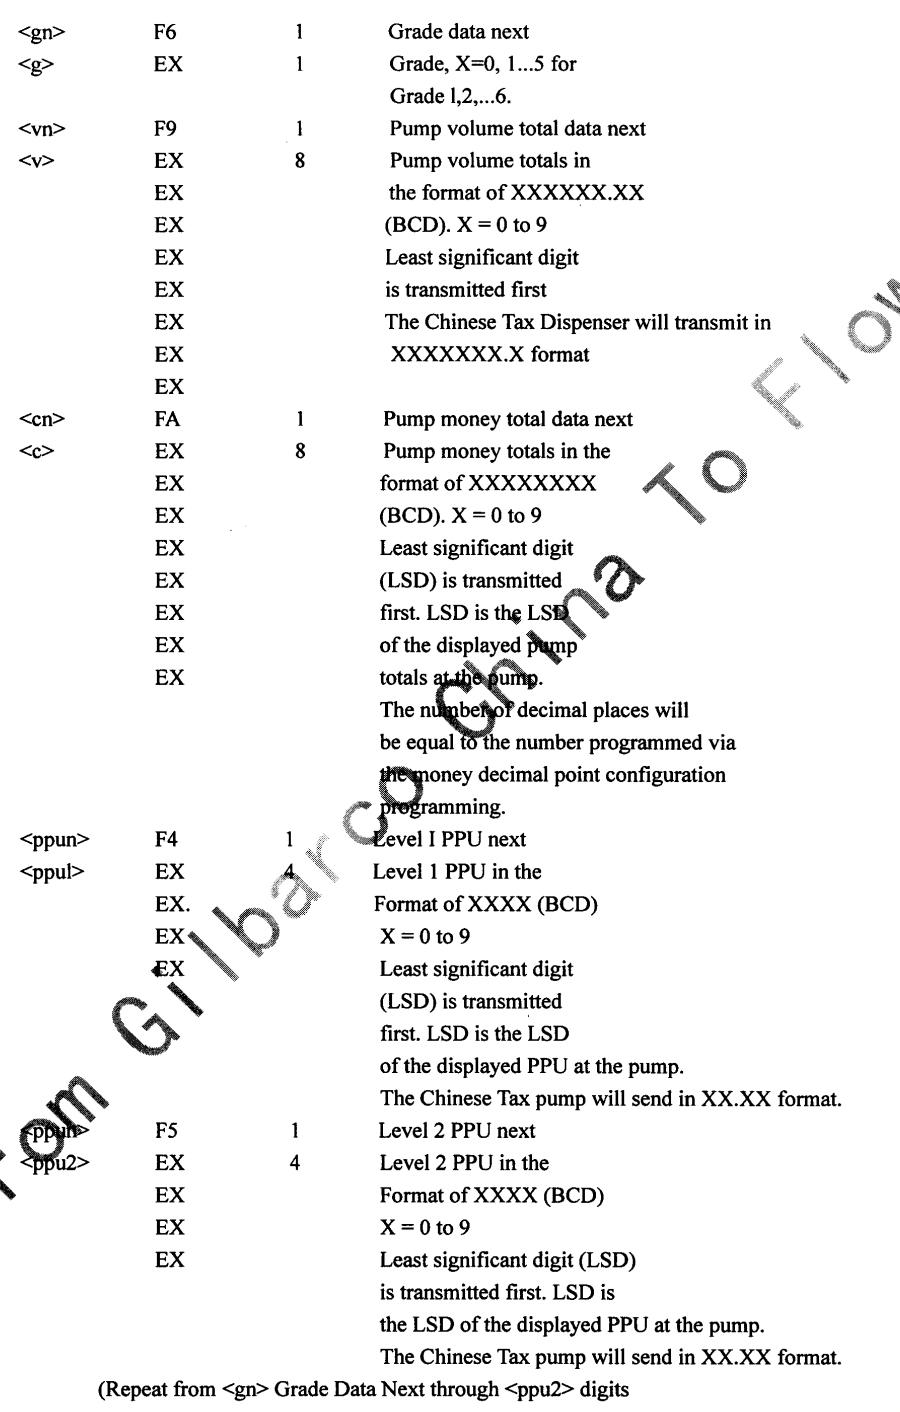 <gn> F6 1 Grade data next
<g> EX 1 Grade, X=0, 1...5 for
Grade l,2,...6.
<vn> F9 1 Pump volume total data next
<v> EX 8 Pump volume totals in
EX the format of XXXXXX.XX
EX (BCD). X = 0 to 9
EX Least significant digit
EX is transmitted first
EX The Chinese Tax Dispenser will transmit in
EX XXXXXXX.X format
EX
<cn> FA 1 Pump money total data next
<c> EX 8 Pump money totals in the
EX format of XXXXXXXX
EX (BCD). X = 0 to 9
EX Least significant digit
EX (LSD) is transmitted
EX first. LSD is the LSD
EX of the displayed pump
EX totals at the pump.
The number of decimal places will
be equal to the number programmed via
the money decimal point configuration
programming.
<ppun> F4 1 Level I PPU next
<ppul> EX 4 Level 1 PPU in the
EX. Format of XXXX (BCD)
EX X = 0 to 9
EX Least significant digit
(LSD) is transmitted
first. LSD is the LSD
of the displayed PPU at the pump.
The Chinese Tax pump will send in XX.XX format.
<ppun> F5 1 Level 2 PPU next
<ppu2> EX 4 Level 2 PPU in the
EX Format of XXXX (BCD)
EX X = 0 to 9
EX Least significant digit (LSD)
is transmitted first. LSD is
the LSD of the displayed PPU at the pump.
The Chinese Tax pump will send in XX.XX format.
(Repeat from <gn> Grade Data Next through <ppu2> digits
rom Gilbarco China To Flow